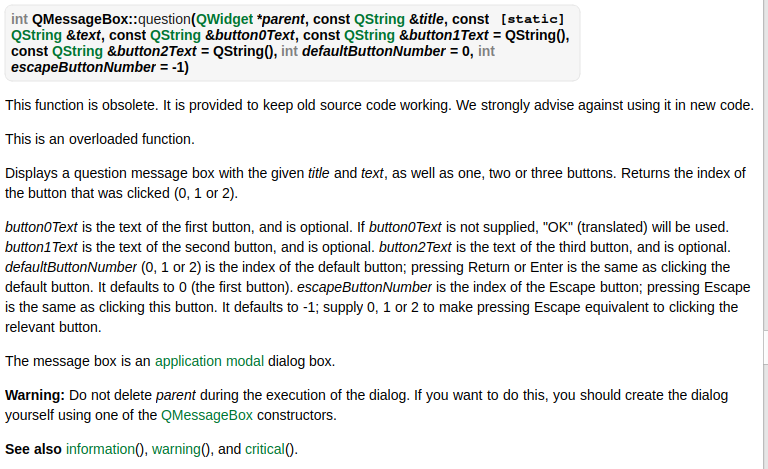 int QMessageBox::question(QWidget *parent, const QString &title, const [static]
QString &text, const QString &button0Text, const QString &button1Text = QString(),
const QString &button2Text = QString(), int defaultButtonNumber = 0, int
escapeButtonNumber = -1)
This function is obsolete. It is provided to keep old source code working. We strongly advise against using it in new code.
This is an overloaded function.
Displays a question message box with the given title and text, as well as one, two or three buttons. Returns the index of
the button that was clicked (0, 1 or 2).
button0Text is the text of the first button, and is optional. If button0Text is not supplied, "OK" (translated) will be used.
button1Text is the text of the second button, and is optional. button2Text is the text of the third button, and is optional.
defaultButtonNumber (0, 1 or 2) is the index of the default button; pressing Return or Enter is the same as clicking the
default button. It defaults to 0 (the first button). escapeButtonNumber is the index of the Escape button; pressing Escape
is the same as clicking this button. It defaults to -1; supply 0, 1 or 2 to make pressing Escape equivalent to clicking the
relevant button.
The message box is an application modal dialog box.
Warning: Do not delete parent during the execution of the dialog. If you want to do this, you should create the dialog
yourself using one of the QMessageBox constructors.
See also information(), warning(), and critical().